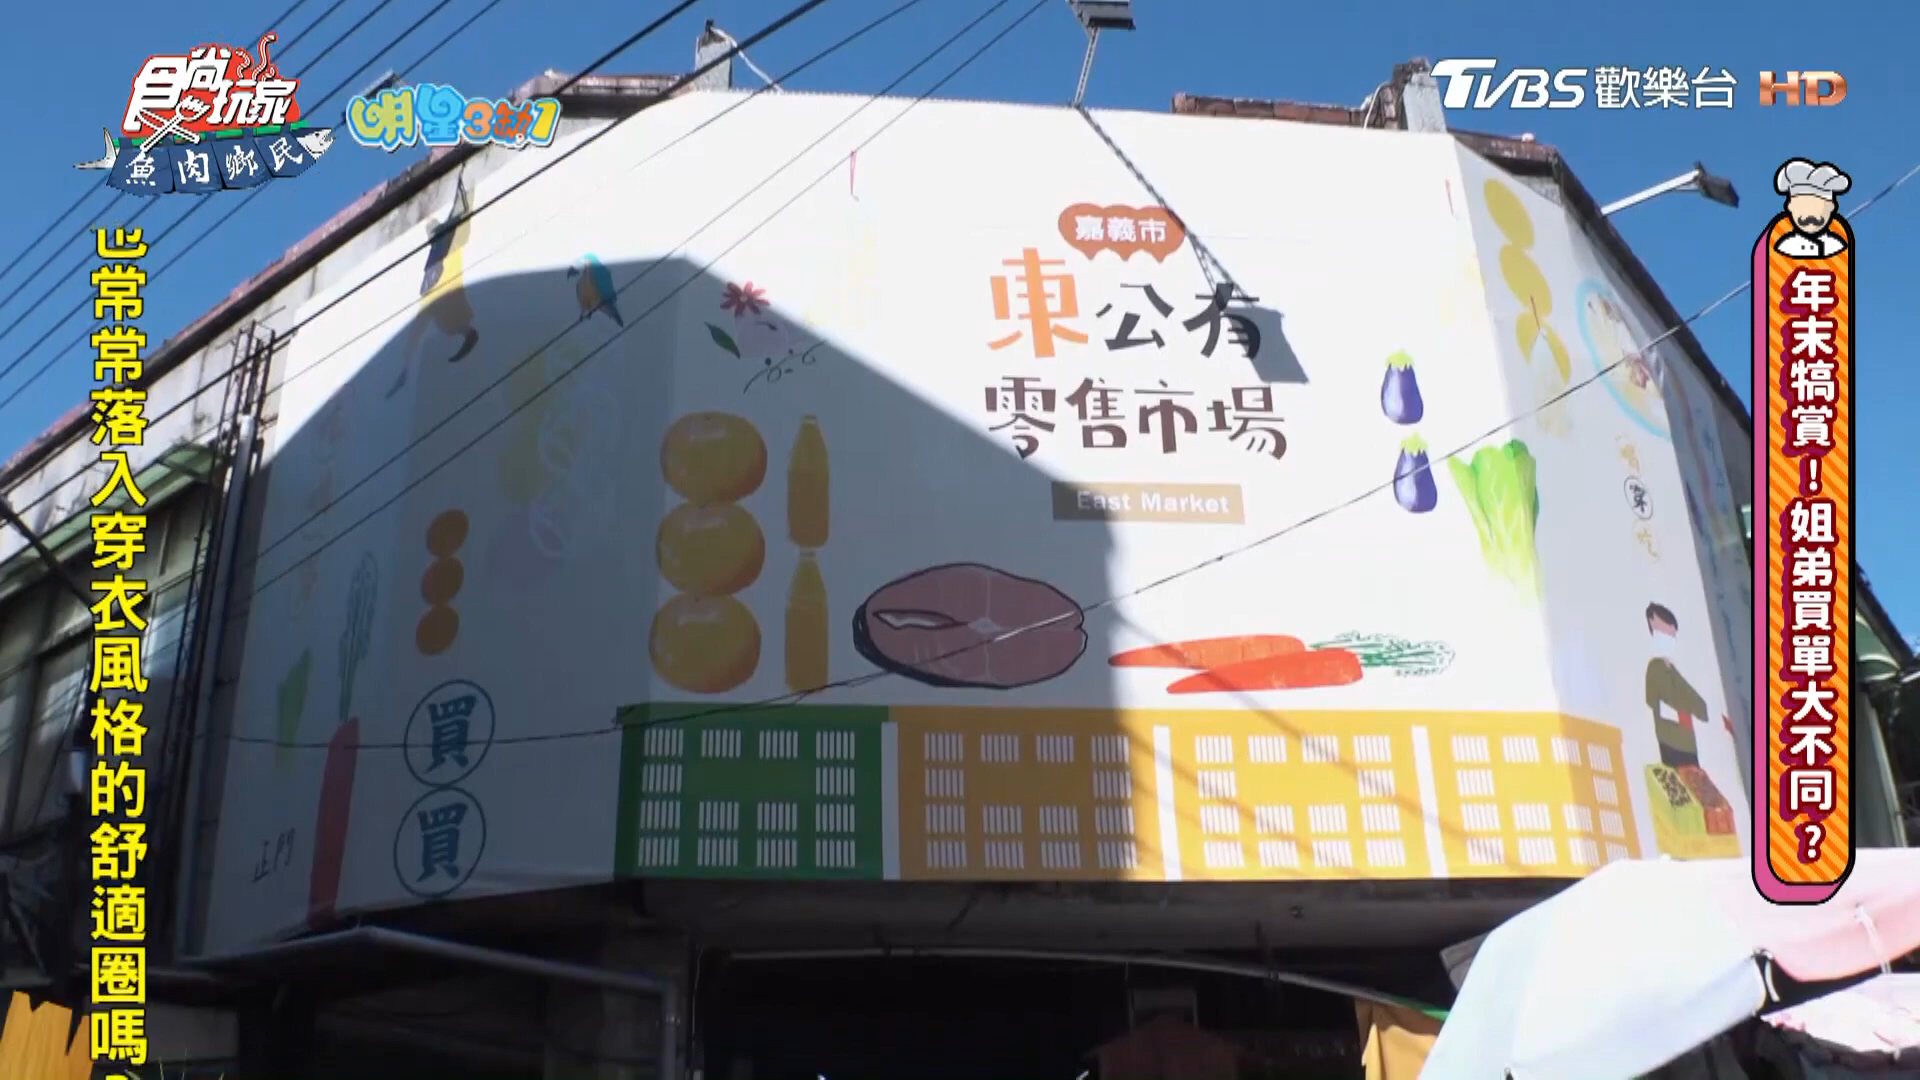 食尚玩家
魚肉鄉民
明星3缺1
TVBS歡樂台 HD
也常常落入穿衣風格的舒適圈嗎
嘉義市
東公有
零售市場
East Market
買
買
穿
年末犒賞！姐弟買單大不同？